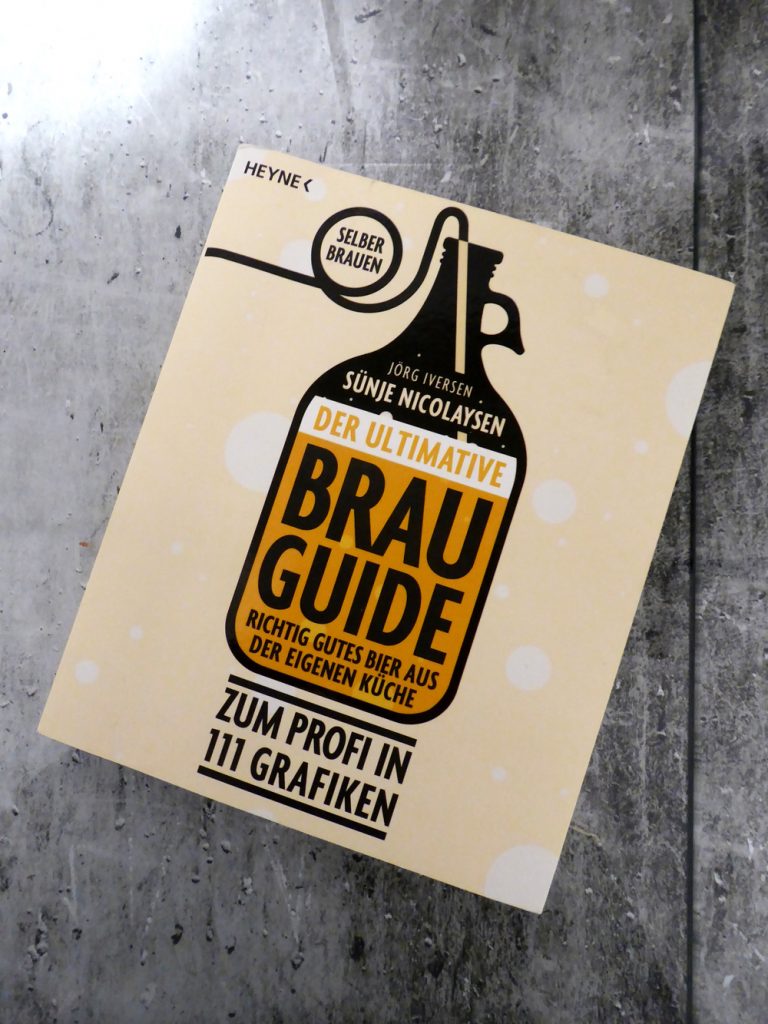 HEYNE
SELBER
BRAUEN
JÖRG IVERSEN
SÜNJE NICOLAYSEN
DER ULTIMATIVE
BRAU
GUIDE
RICHTIG GUTES BIER AUS
DER EIGENEN KÜCHE
ZUM PROFI IN
111 GRAFIKEN